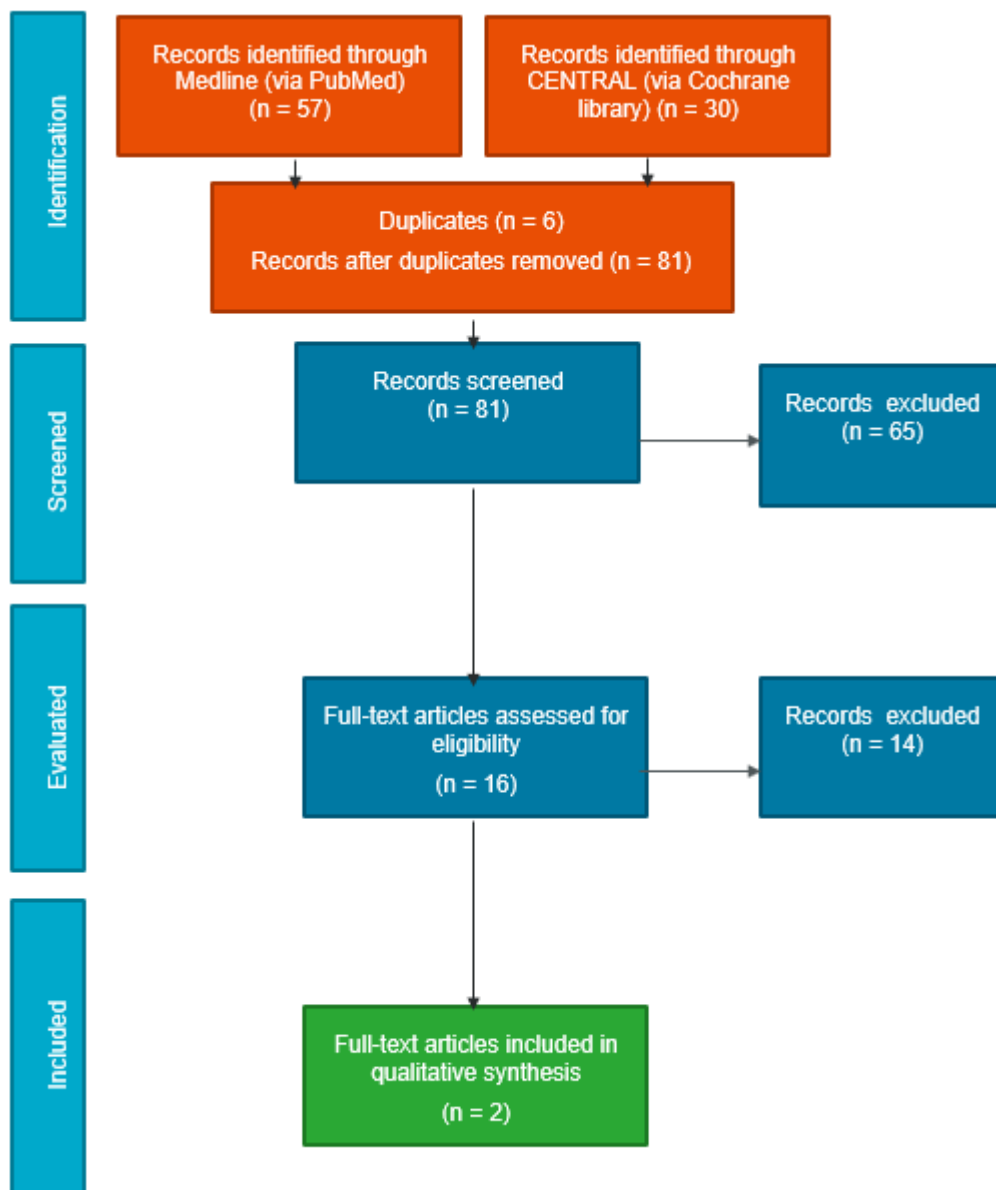 Identification
Records identified through
Medline (via PubMed)
(n = 57)
Records identified through
CENTRAL (via Cochrane
library) (n = 30)
Duplicates (n = 6)
Records after duplicates removed (n = 81)
Screened
Records screened
(n = 81)
Records excluded
(n = 65)
Evaluated
Full-text articles assessed for
eligibility
(n = 16)
Records excluded
(n = 14)
Included
Full-text articles included in
qualitative synthesis
(n = 2)